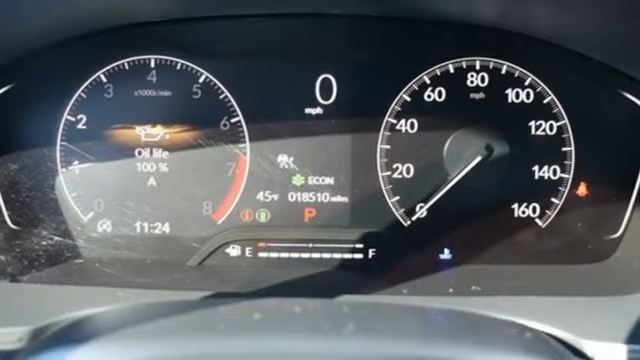 4
3 5
x1000r/min
2 6
Oil life
100 %
A
1 7
0 8
11:24
0
mph
ECON
45°F 018510 miles
P
E F
80
60 100
mph
40 120
20 140
0 160